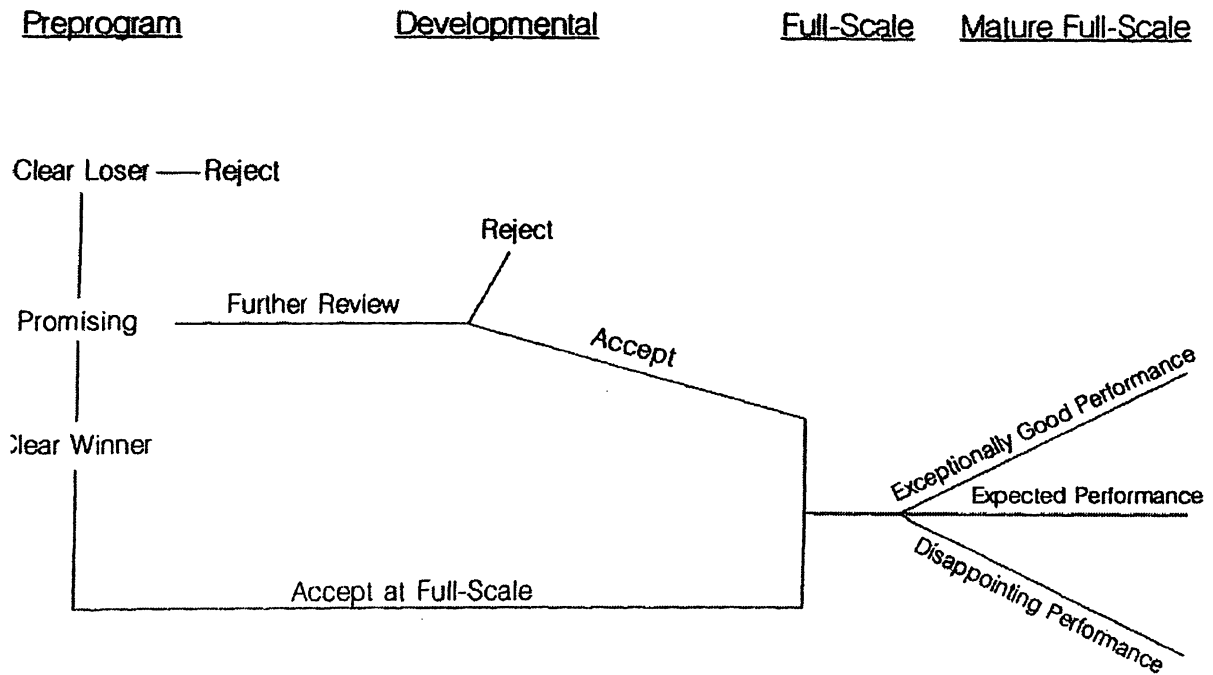 Preprogram Developmental Full-Scale Mature Full-Scale
Clear Loser Reject
Reject
Further Review
Promising
Accept
Exceptionally Good Performance
lear Winner
Expected Performance
Disappointing Performance
Accept at Full-Scale